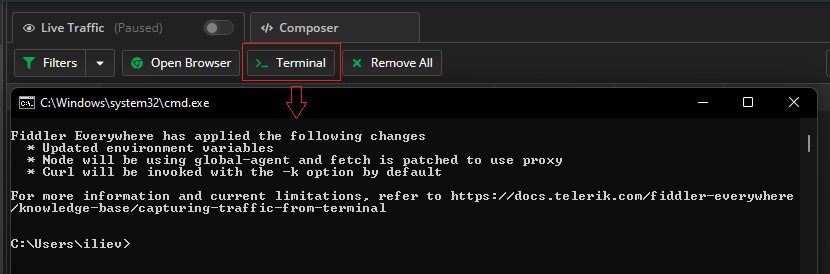 Live Traffic (Paused)
</> Composer
Filters
Open Browser
>_ Terminal
Remove All
C:\Windows\system32\cmd.exe
Fiddler Everywhere has applied the following changes
* Updated environment variables
* Node will be using global-agent and fetch is patched to use proxy
* Curl will be invoked with the -k option by default
For more information and current limitations, refer to https://docs.telerik.com/fiddler-everywhere
/knowledge-base/capturing-traffic-from-terminal
C:\Users\iliev>